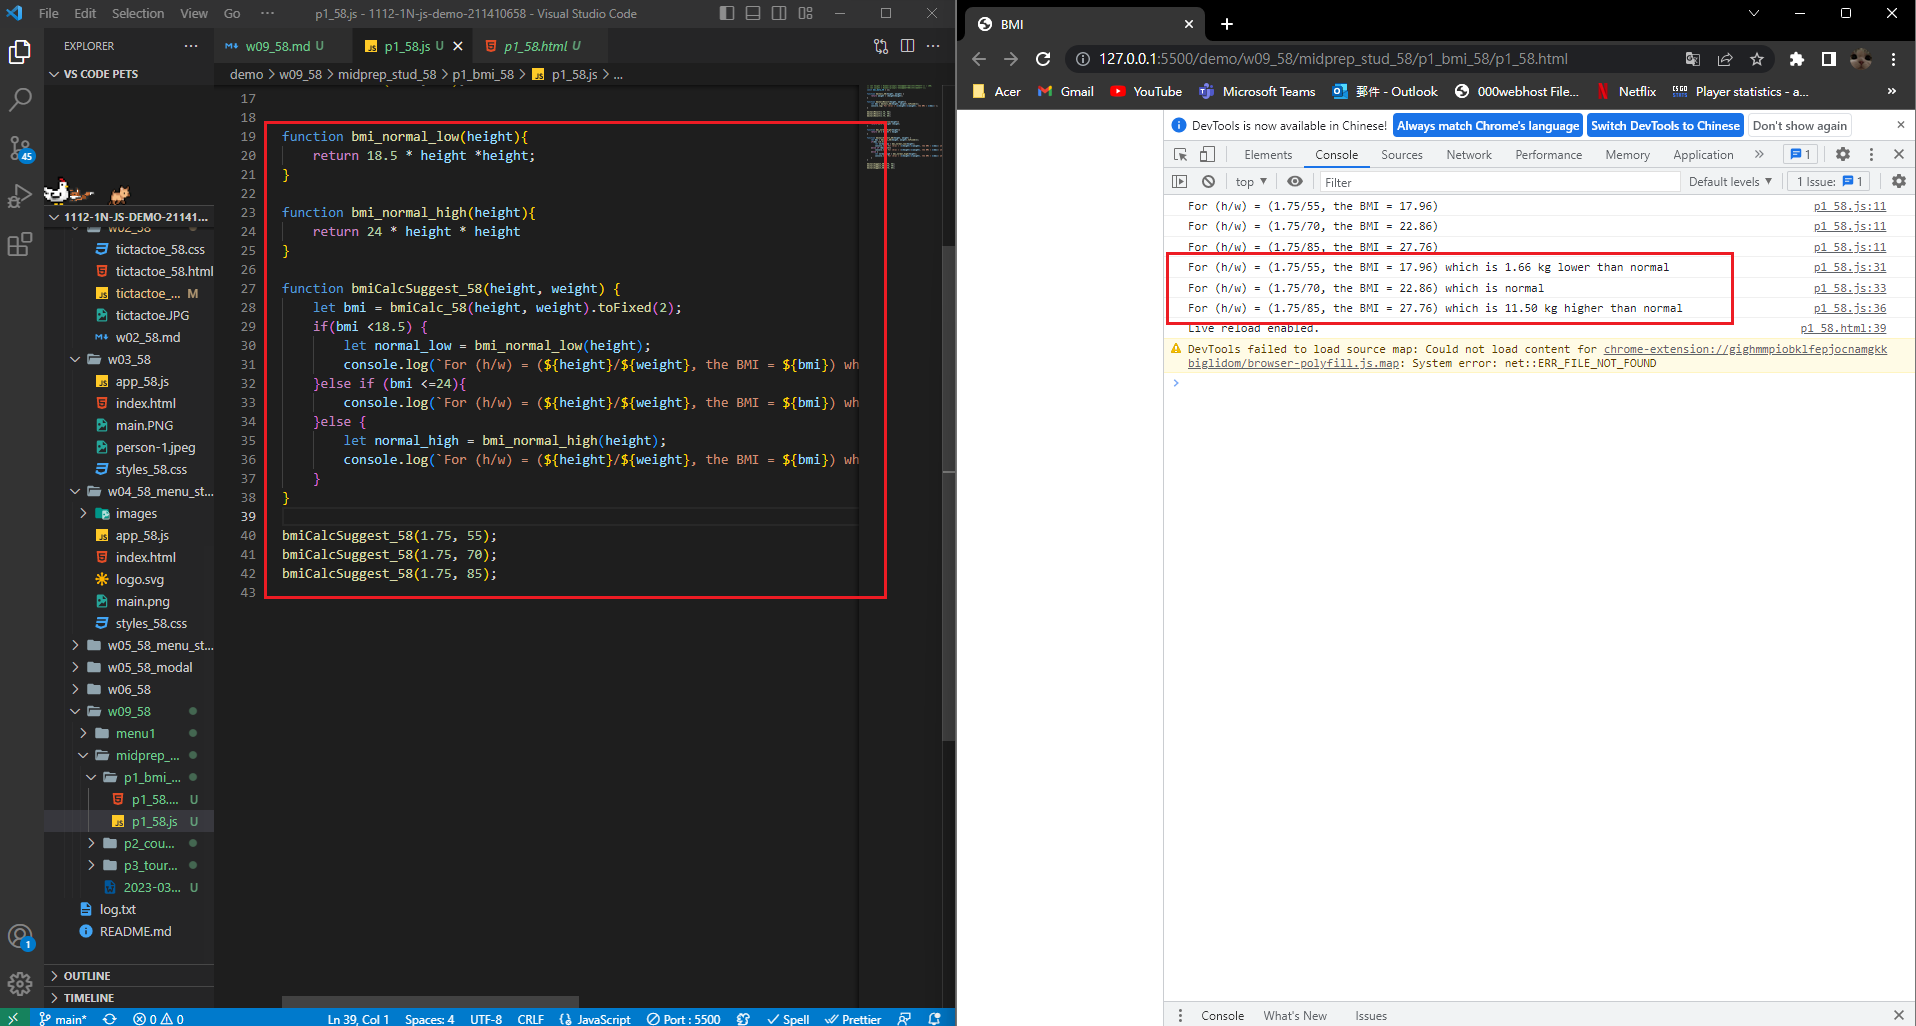 File Edit Selection View Go ··· p1_58.js - 1112-1N-js-demo-211410658 - Visual Studio Code
EXPLORER ···
VS CODE PETS
1112-1N-JS-DEMO-21141...
w02_58
tictactoe_58.css
tictactoe_58.html
tictactoe_... M
tictactoeJPG
w02_58.md
w03_58
app_58.js
index.html
main.PNG
person-1.jpeg
styles_58.css
w04_58_menu_st...
images
app_58.js
index.html
logo.svg
main.png
styles_58.css
w05_58_menu_st...
w05_58_modal
w06_58
w09_58
menu1
midprep_...
p1_bmi_...
p1_58.... U
p1_58.js U
p2_cou...
p3_tour...
2023-03... U
log.txt
README.md
OUTLINE
TIMELINE
45
1
w09_58.md U p1_58.js U p1_58.html U
demo > w09_58 > midprep_stud_58 > p1_bmi_58 > p1_58.js > ...
17
18
19 function bmi_normal_low(height){
20 return 18.5 * height *height;
21 }
22
23 function bmi_normal_high(height){
24 return 24 * height * height
25 }
26
27 function bmiCalcSuggest_58(height, weight) {
28 let bmi = bmiCalc_58(height, weight).toFixed(2);
29 if(bmi <18.5) {
30 let normal_low = bmi_normal_low(height);
31 console.log(`For (h/w) = (${height}/${weight}, the BMI = ${bmi}) wh
32 }else if (bmi <=24){
33 console.log(`For (h/w) = (${height}/${weight}, the BMI = ${bmi}) wh
34 }else {
35 let normal_high = bmi_normal_high(height);
36 console.log(`For (h/w) = (${height}/${weight}, the BMI = ${bmi}) wh
37 }
38 }
39
40 bmiCalcSuggest_58(1.75, 55);
41 bmiCalcSuggest_58(1.75, 70);
42 bmiCalcSuggest_58(1.75, 85);
43
main* 0 0 Ln 39, Col 1 Spaces: 4 UTF-8 CRLF {} JavaScript Port : 5500 Spell Prettier
BMI
127.0.0.1:5500/demo/w09_58/midprep_stud_58/p1_bmi_58/p1_58.html
Acer Gmail YouTube Microsoft Teams 郵件 - Outlook 000webhost File... Netflix Player statistics - a... »
DevTools is now available in Chinese! Always match Chrome's language Switch DevTools to Chinese Don't show again
Elements Console Sources Network Performance Memory Application » 1
top Filter Default levels 1 Issue: 1
For (h/w) = (1.75/55, the BMI = 17.96) p1_58.js:11
For (h/w) = (1.75/70, the BMI = 22.86) p1_58.js:11
For (h/w) = (1.75/85, the BMI = 27.76) p1_58.js:11
For (h/w) = (1.75/55, the BMI = 17.96) which is 1.66 kg lower than normal p1_58.js:31
For (h/w) = (1.75/70, the BMI = 22.86) which is normal p1_58.js:33
For (h/w) = (1.75/85, the BMI = 27.76) which is 11.50 kg higher than normal p1_58.js:36
Live reload enabled. p1_58.html:39
DevTools failed to load source map: Could not load content for chrome-extension://gighmmpiobklfepjocnamgkk
biglidom/browser-polyfill.js.map: System error: net::ERR_FILE_NOT_FOUND
Console What's New Issues